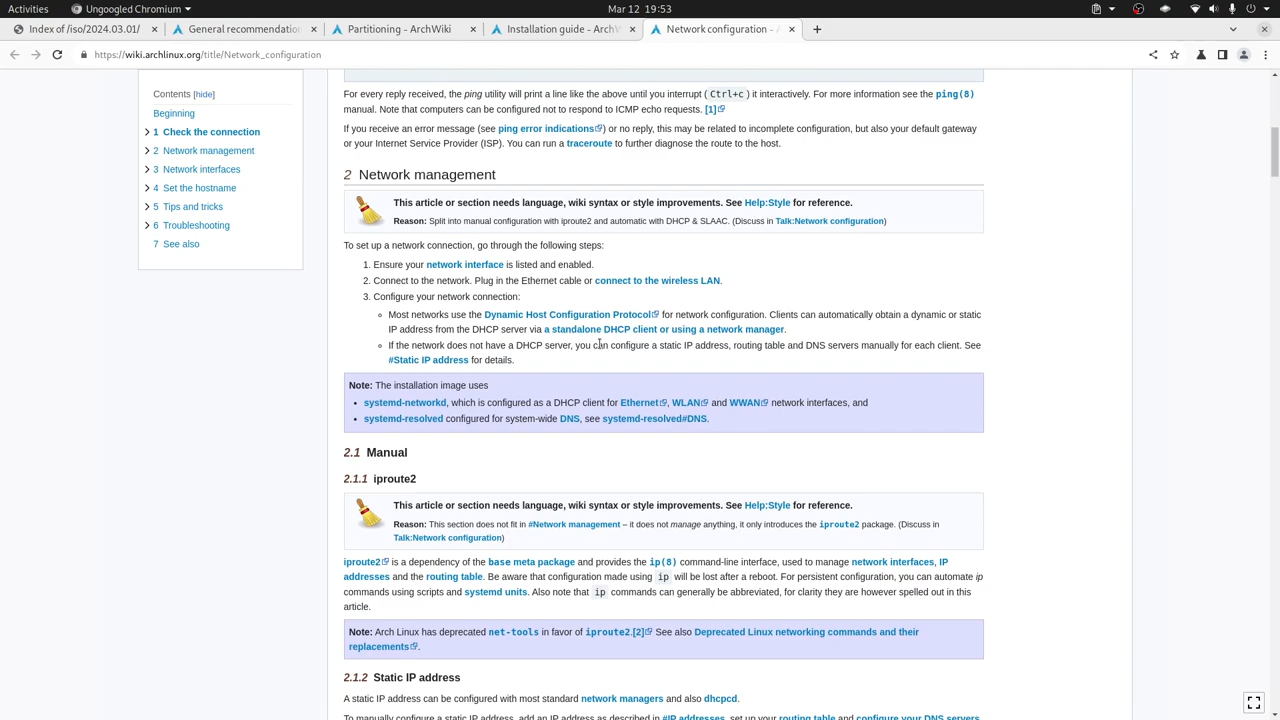 Activities
Ungoogled Chromium
Mar 12 19:53
Index of /iso/2024.03.01/
General recommendation
Partitioning - ArchWiki
Installation guide - ArchW
Network configuration - A
https://wiki.archlinux.org/title/Network_configuration
Contents [hide]
Beginning
1 Check the connection
2 Network management
3 Network interfaces
4 Set the hostname
5 Tips and tricks
6 Troubleshooting
7 See also
For every reply received, the ping utility will print a line like the above until you interrupt ( Ctrl+c ) it interactively. For more information see the ping(8)
manual. Note that computers can be configured not to respond to ICMP echo requests. [1]
If you receive an error message (see ping error indications) or no reply, this may be related to incomplete configuration, but also your default gateway
or your Internet Service Provider (ISP). You can run a traceroute to further diagnose the route to the host.
2 Network management
This article or section needs language, wiki syntax or style improvements. See Help:Style for reference.
Reason: Split into manual configuration with iproute2 and automatic with DHCP & SLAAC. (Discuss in Talk:Network configuration)
To set up a network connection, go through the following steps:
1. Ensure your network interface is listed and enabled.
2. Connect to the network. Plug in the Ethernet cable or connect to the wireless LAN.
3. Configure your network connection:
Most networks use the Dynamic Host Configuration Protocol for network configuration. Clients can automatically obtain a dynamic or static
IP address from the DHCP server via a standalone DHCP client or using a network manager.
If the network does not have a DHCP server, you can configure a static IP address, routing table and DNS servers manually for each client. See
#Static IP address for details.
Note: The installation image uses
• systemd-networkd, which is configured as a DHCP client for Ethernet, WLAN and WWAN network interfaces, and
• systemd-resolved configured for system-wide DNS, see systemd-resolved#DNS.
2.1 Manual
2.1.1 iproute2
This article or section needs language, wiki syntax or style improvements. See Help:Style for reference.
Reason: This section does not fit in #Network management – it does not manage anything, it only introduces the iproute2 package. (Discuss in
Talk:Network configuration)
iproute2 is a dependency of the base meta package and provides the ip(8) command-line interface, used to manage network interfaces, IP
addresses and the routing table. Be aware that configuration made using ip will be lost after a reboot. For persistent configuration, you can automate ip
commands using scripts and systemd units. Also note that ip commands can generally be abbreviated, for clarity they are however spelled out in this
article.
Note: Arch Linux has deprecated net-tools in favor of iproute2.[2] See also Deprecated Linux networking commands and their
replacements.
2.1.2 Static IP address
A static IP address can be configured with most standard network managers and also dhcpcd.
To manually configure a static IP address, add an IP address as described in #IP addresses, set up your routing table and configure your DNS servers